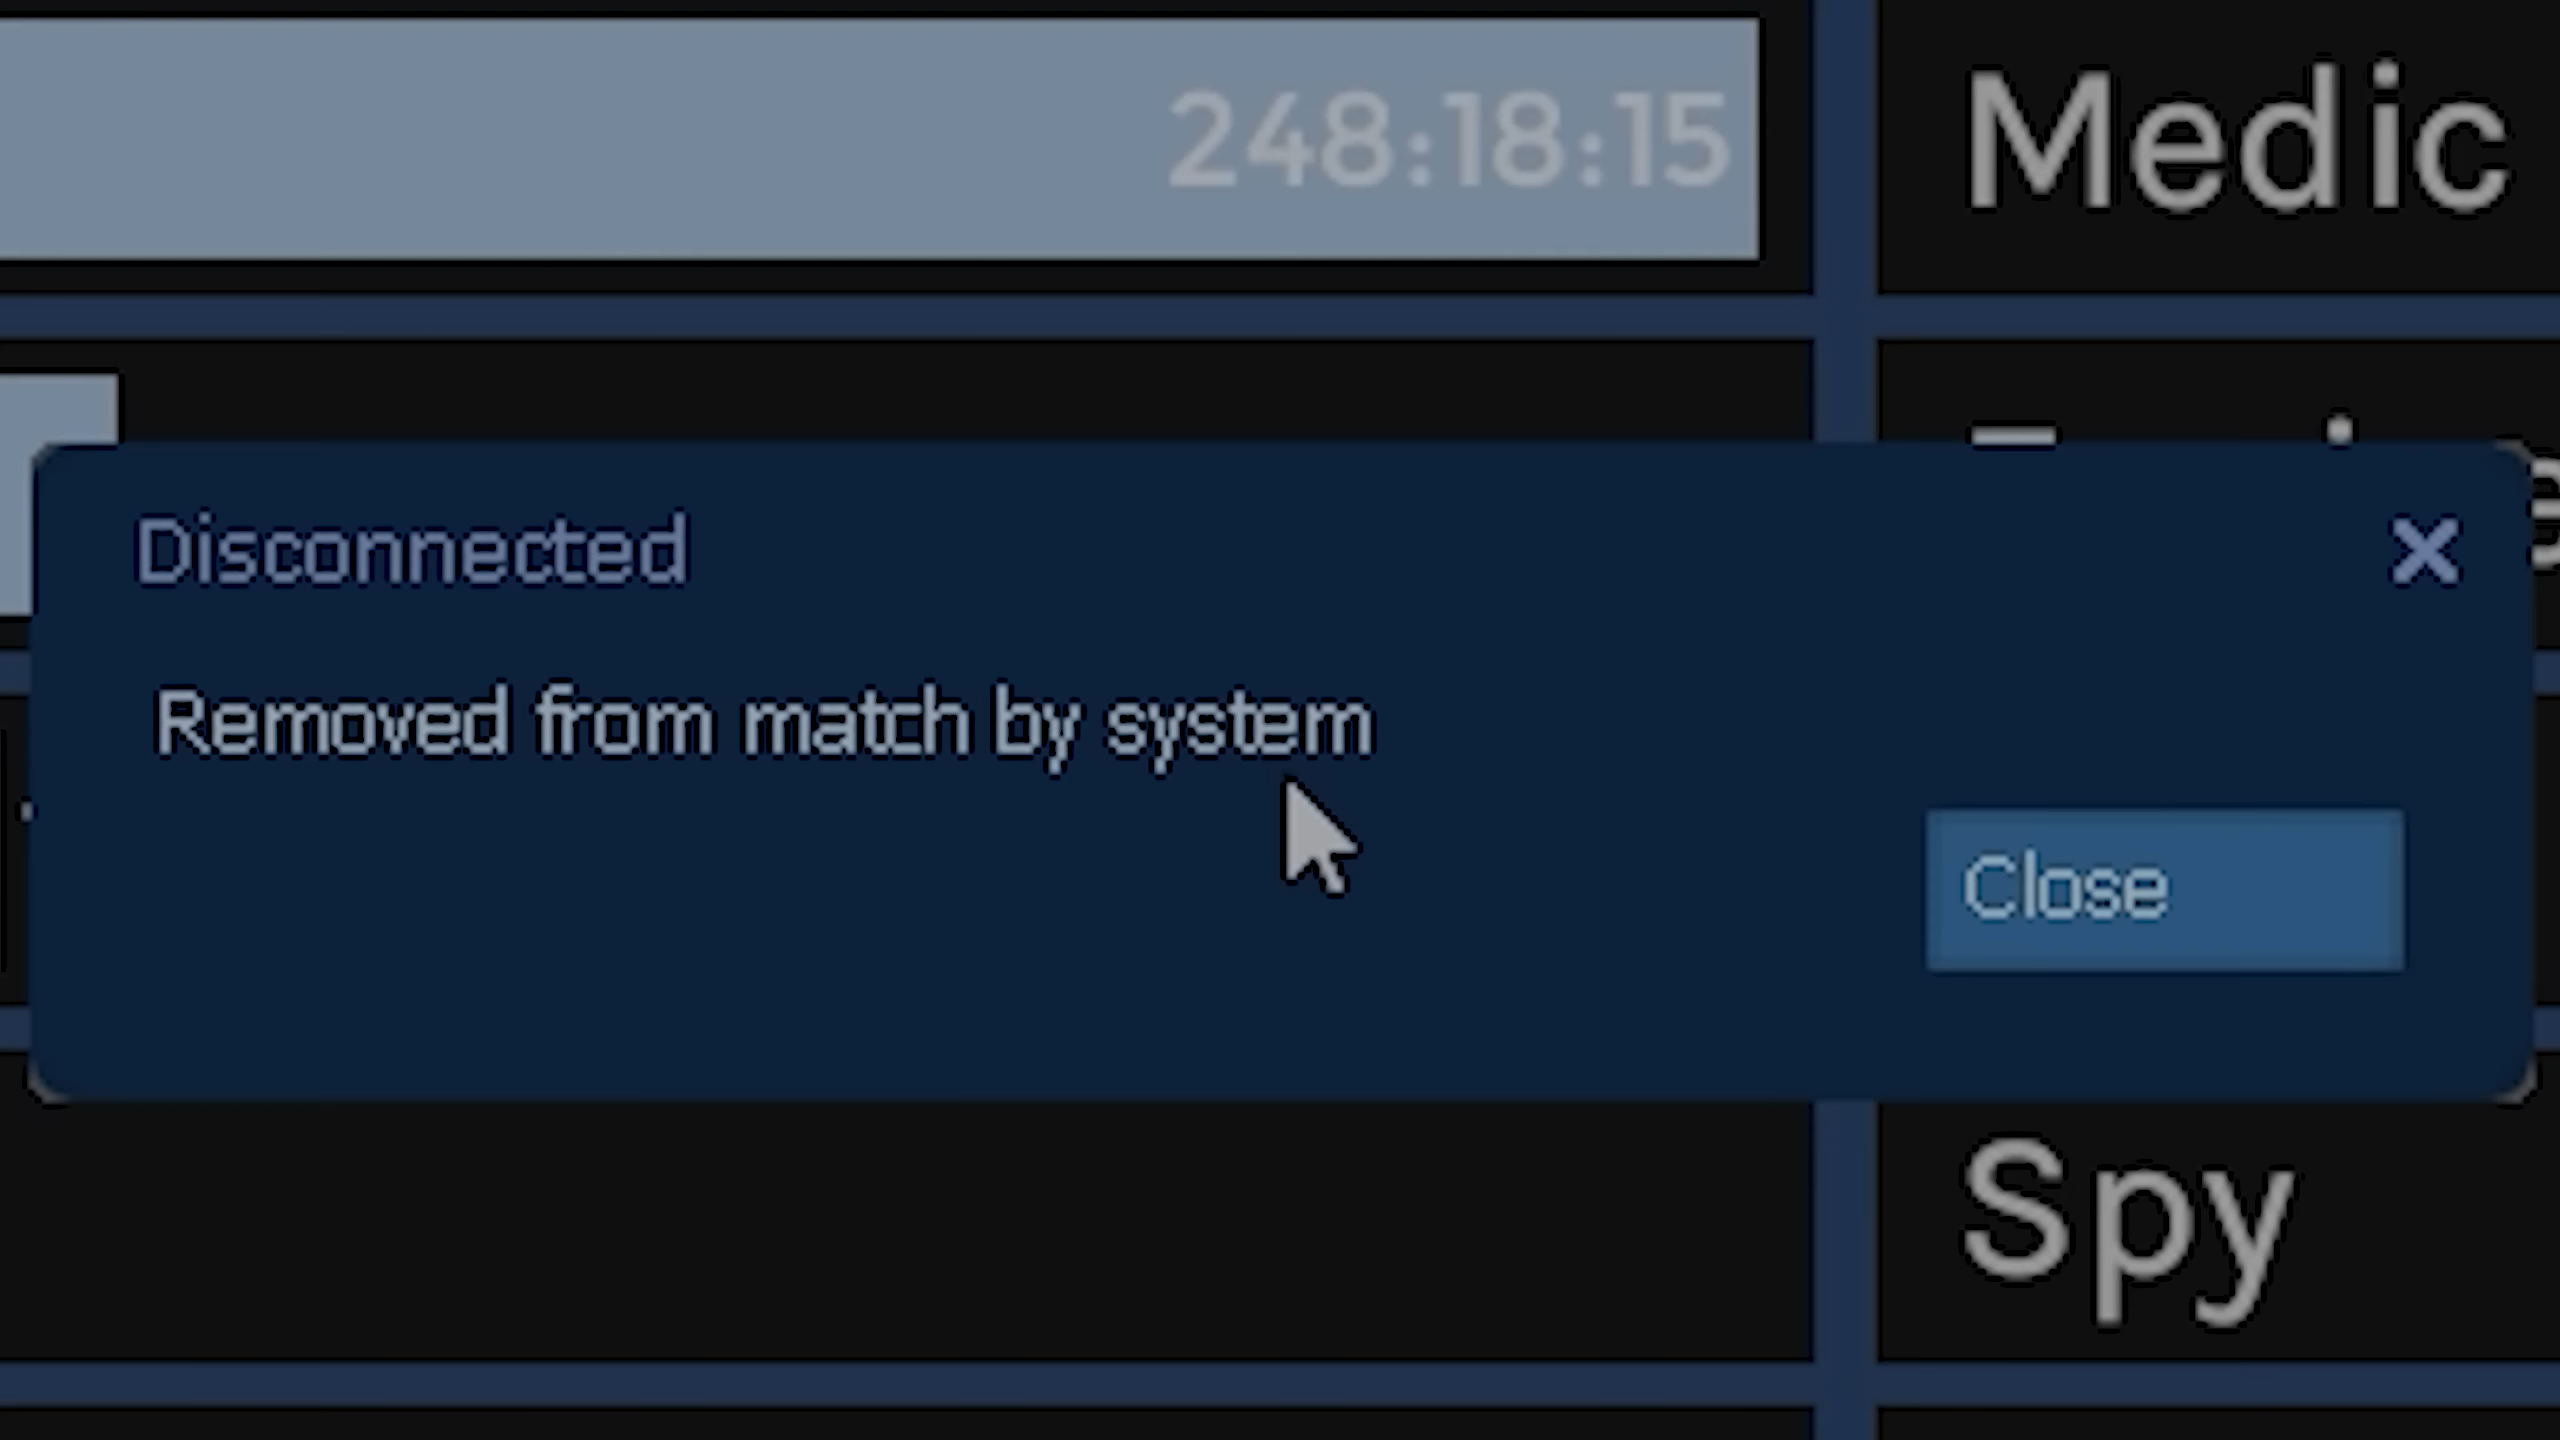 248:18:15
Medic
Disconnected
Removed from match by system
Close
Spy